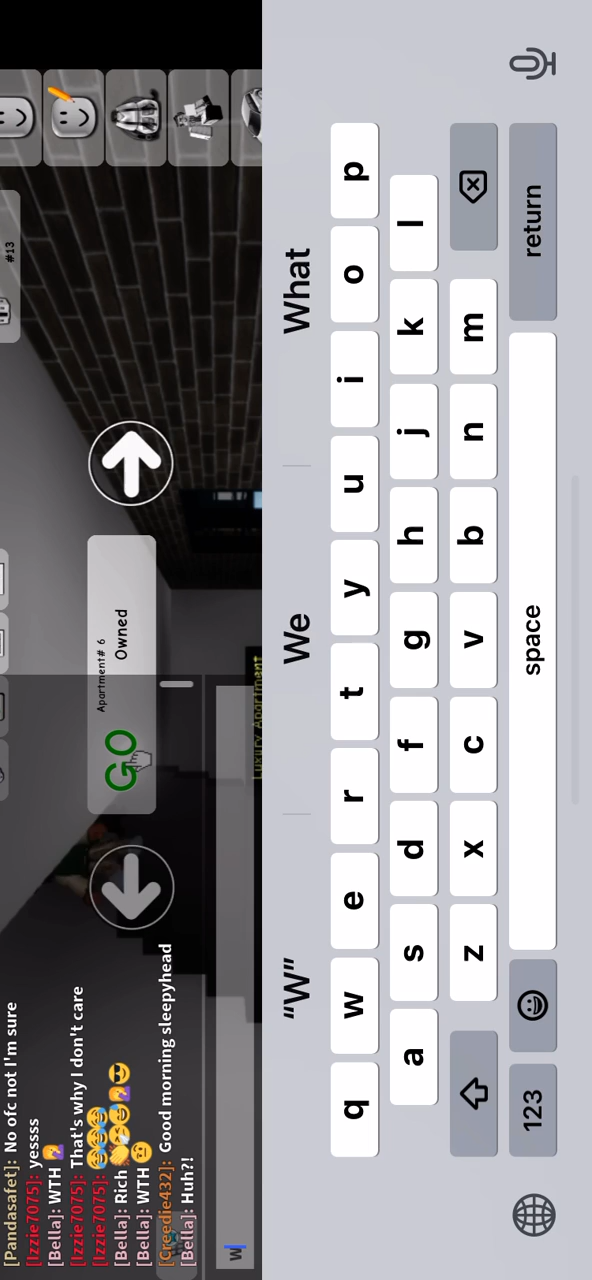 #13
Apartment# 6
GO
Owned
Luxury Apartment
[Pandasafet]: No ofc not I'm sure
[Izzie7075]: yessss
[Bella]: WTH 🤦‍♀️
[Izzie7075]: That's why I don't care
[Izzie7075]: 😂😂😂
[Bella]: Rich 👏😂😂🤦‍♀️😎
[Bella]: WTH 😳
[Creedie432]: Good morning sleepyhead
[Bella]: Huh?!
W
“W” We What
q w e r t y u i o p
a s d f g h j k l
z x c v b n m
123 space return